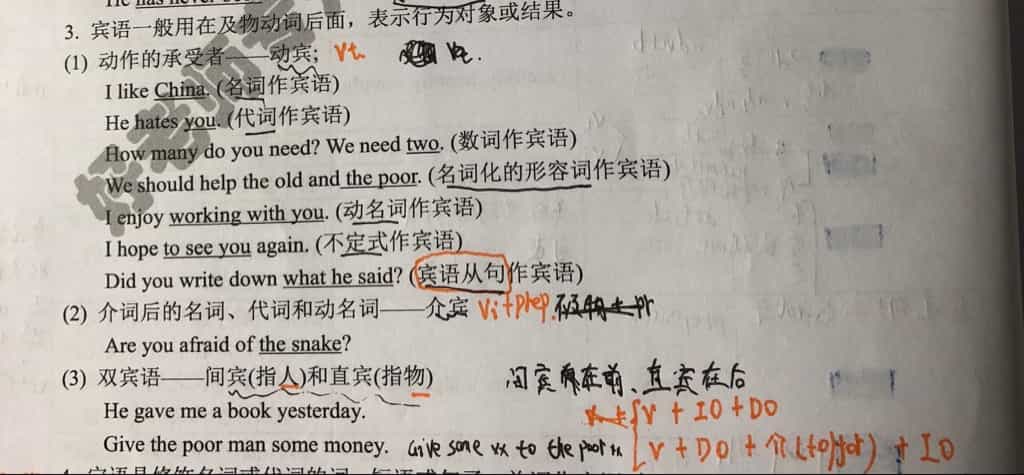 He has never been
3. 宾语一般用在及物动词后面，表示行为对象或结果。
(1) 动作的承受者——动宾; Vt. Vt.
I like China. (名词作宾语)
He hates you. (代词作宾语)
How many do you need? We need two. (数词作宾语)
We should help the old and the poor. (名词化的形容词作宾语)
I enjoy working with you. (动名词作宾语)
I hope to see you again. (不定式作宾语)
Did you write down what he said? (宾语从句作宾语)
(2) 介词后的名词、代词和动名词——介宾 Vi+prep.
Are you afraid of the snake?
(3) 双宾语——间宾(指人)和直宾(指物) 间宾在前、直宾在后
He gave me a book yesterday. V + IO + DO
Give the poor man some money. Give some xx to the poor m V + DO + 介(to/for) + IO
好老师